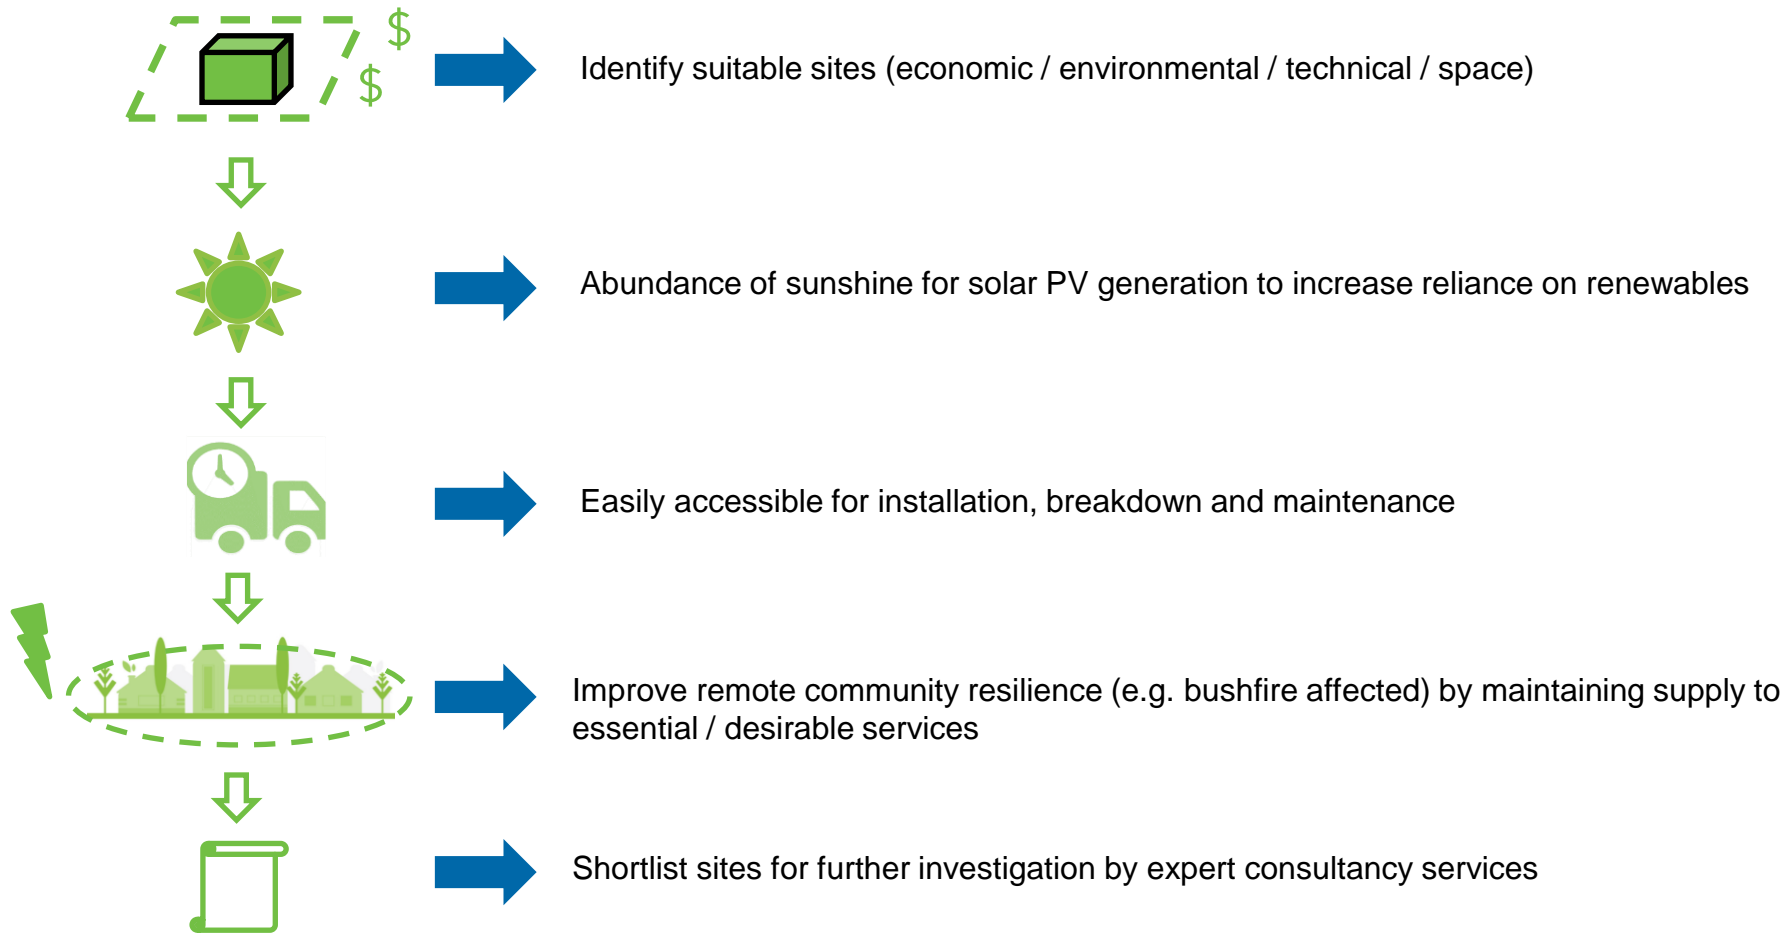 $
$
Identify suitable sites (economic / environmental / technical / space)
Abundance of sunshine for solar PV generation to increase reliance on renewables
Easily accessible for installation, breakdown and maintenance
Improve remote community resilience (e.g. bushfire affected) by maintaining supply to
essential / desirable services
Shortlist sites for further investigation by expert consultancy services